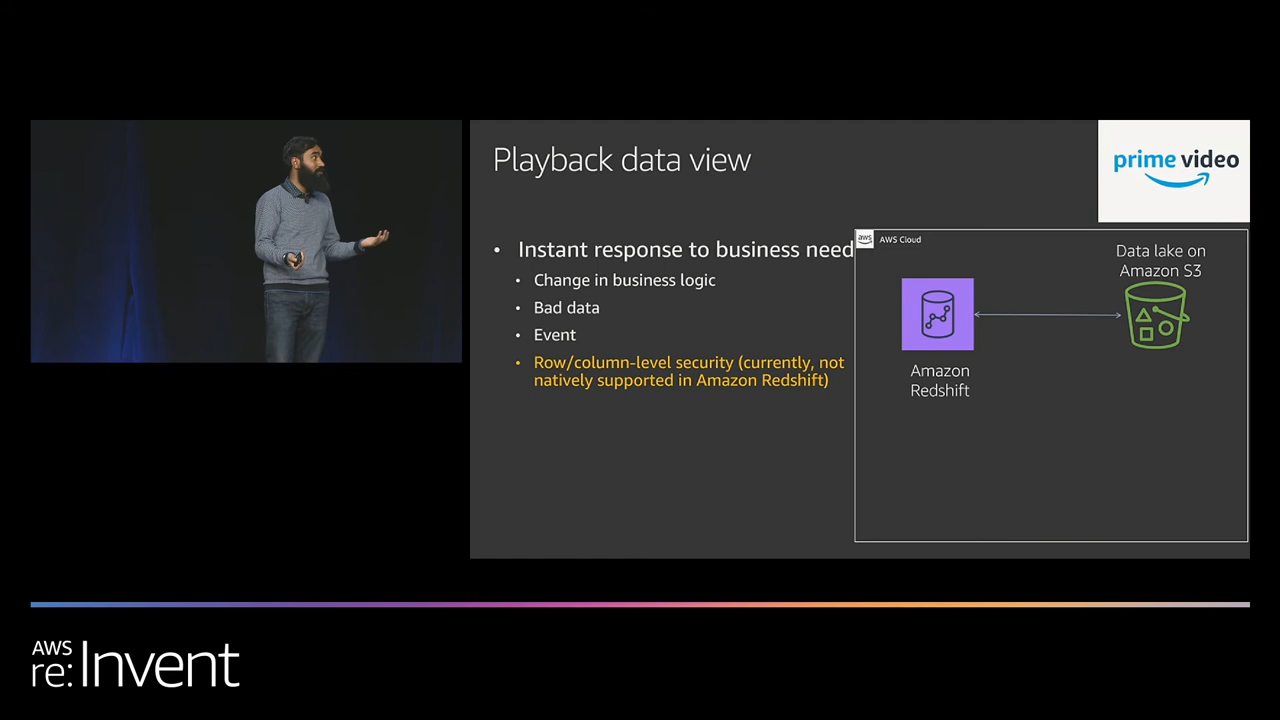 Playback data view
prime video
• Instant response to business need
• Change in business logic
• Bad data
• Event
• Row/column-level security (currently, not
natively supported in Amazon Redshift)
aws
AWS Cloud
Amazon
Redshift
Data lake on
Amazon S3
AWS
re:Invent